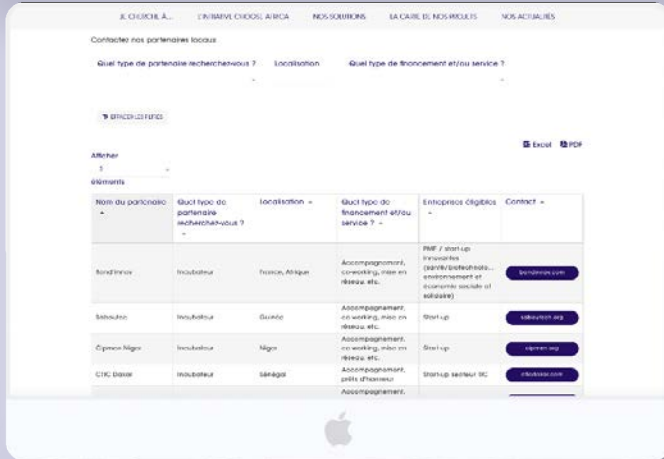 JE CHERCHE À... L'INITIATIVE CHOOSE AFRICA NOS SOLUTIONS LA CARTE DE NOS PROJETS NOS ACTUALITÉS
Contactez nos partenaires locaux
Quel type de partenaire recherchez-vous ? Localisation Quel type de financement et/ou service ?
EFFACER LES FILTRES
Excel PDF
Afficher
5
éléments
Nom du partenaire Quel type de partenaire recherchez-vous ? Localisation Quel type de financement et/ou service ? Entreprises éligibles Contact
Bond'innov Incubateur France, Afrique Accompagnement, co-working, mise en réseau, etc. PME / start-up innovantes (santé/biotechnolo... environnement et économie sociale et solidaire) bondinnov.com
Saboutec Incubateur Guinée Accompagnement, co-working, mise en réseau, etc. Start-up saboutech.org
Cipmen Niger Incubateur Niger Accompagnement, co-working, mise en réseau, etc. Start-up cipmen.org
CTIC Dakar Incubateur Sénégal Accompagnement, prêts d'honneur Start-up secteur TIC cticdakar.com
Accompagnement,